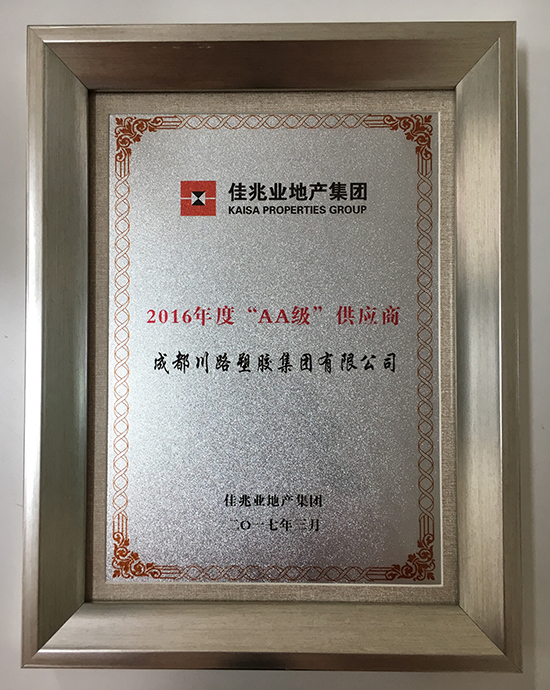 佳兆业地产集团
KAISA PROPERTIES GROUP
2016年度“AA级”供应商
成都川路塑胶集团有限公司
佳兆业地产集团
二〇一七年三月